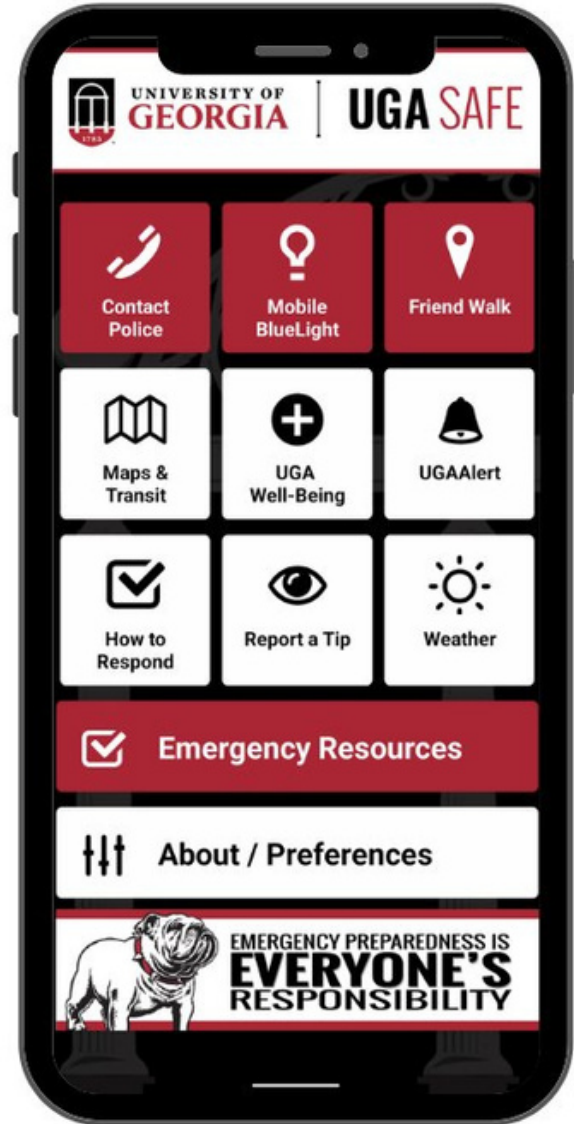 UNIVERSITY OF
GEORGIA
1785
UGA SAFE
Contact
Police
Mobile
BlueLight
Friend Walk
Maps &
Transit
UGA
Well-Being
UGAAlert
How to
Respond
Report a Tip
Weather
Emergency Resources
About / Preferences
EMERGENCY PREPAREDNESS IS
EVERYONE'S
RESPONSIBILITY